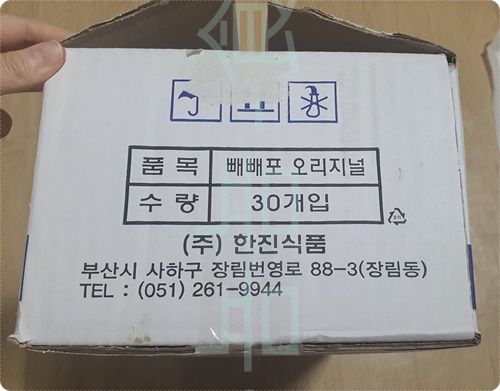 품 목 빼빼포 오리지널
수 량 30개입
(주) 한진식품
부산시 사하구 장림번영로 88-3(장림동)
TEL : (051) 261-9944